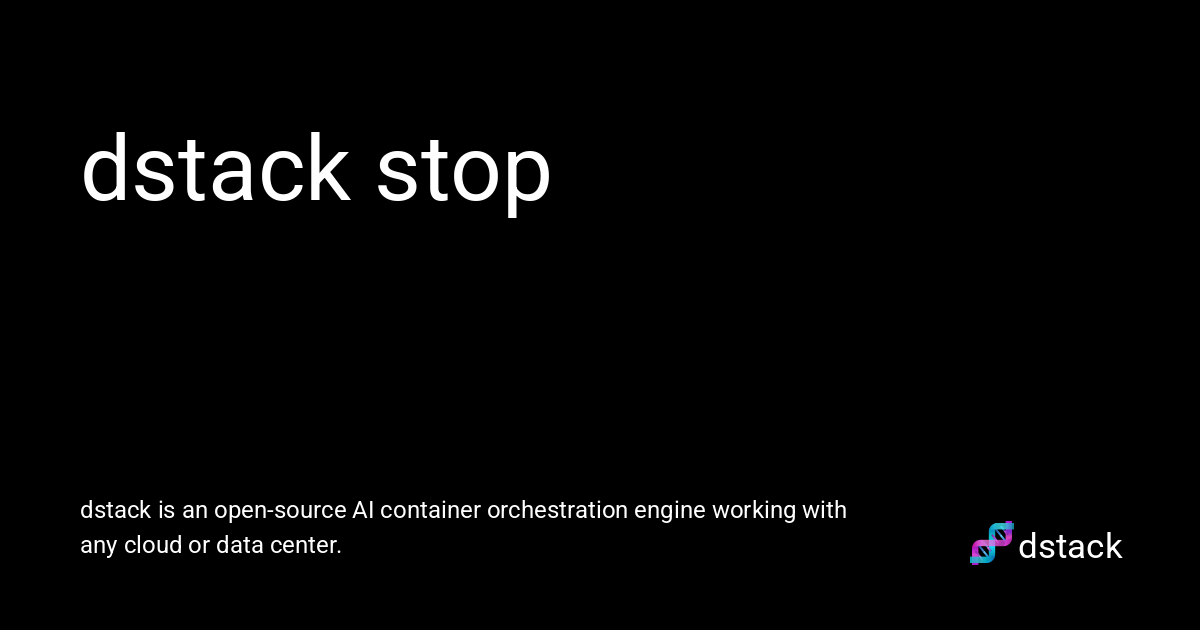 dstack stop
dstack is an open-source AI container orchestration engine working with
any cloud or data center.
dstack